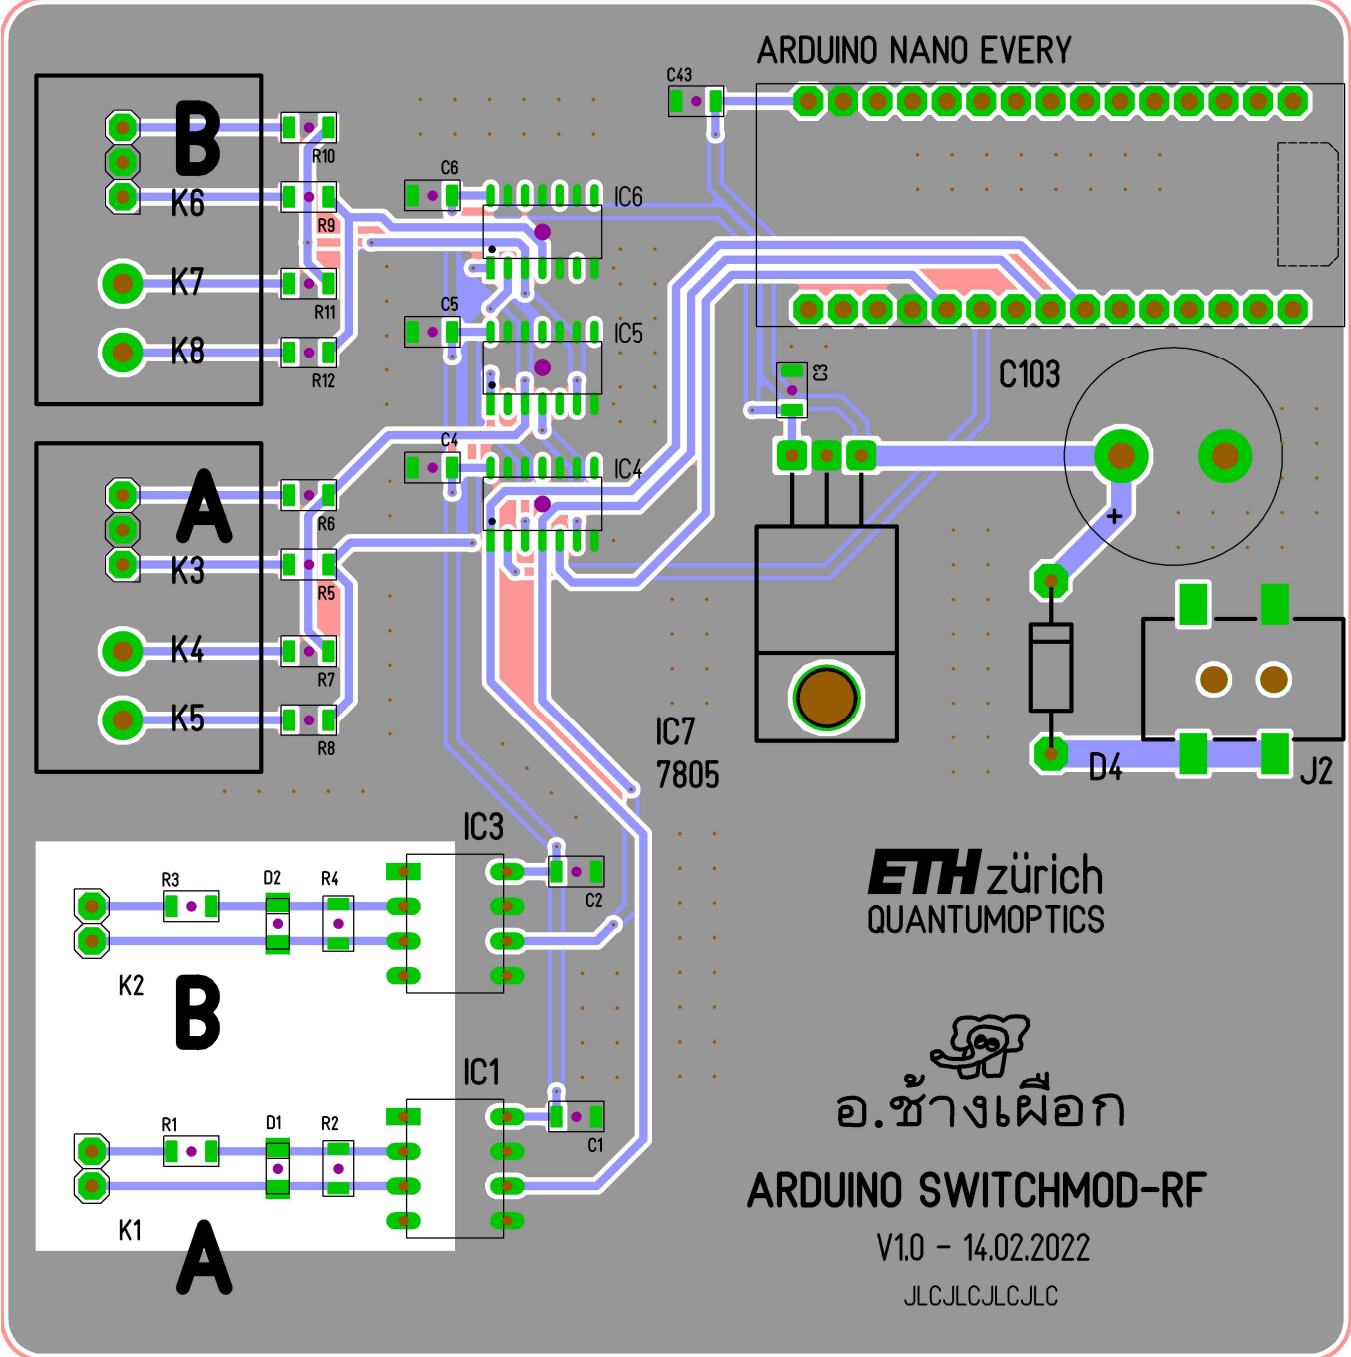 ARDUINO NANO EVERY
C43
B
R10
C6
IC6
K6
R9
K7
R11
C5
IC5
K8
R12
C3
C103
C4
IC4
A
R6
+
K3
R5
K4
R7
K5
R8
IC7
7805
D4
J2
IC3
R3
D2
R4
C2
ETH zürich
QUANTUMOPTICS
K2
B
IC1
อ.ช้างเผือก
R1
D1
R2
C1
ARDUINO SWITCHMOD-RF
K1
A
V1.0 - 14.02.2022
JLCJLCJLCJLC